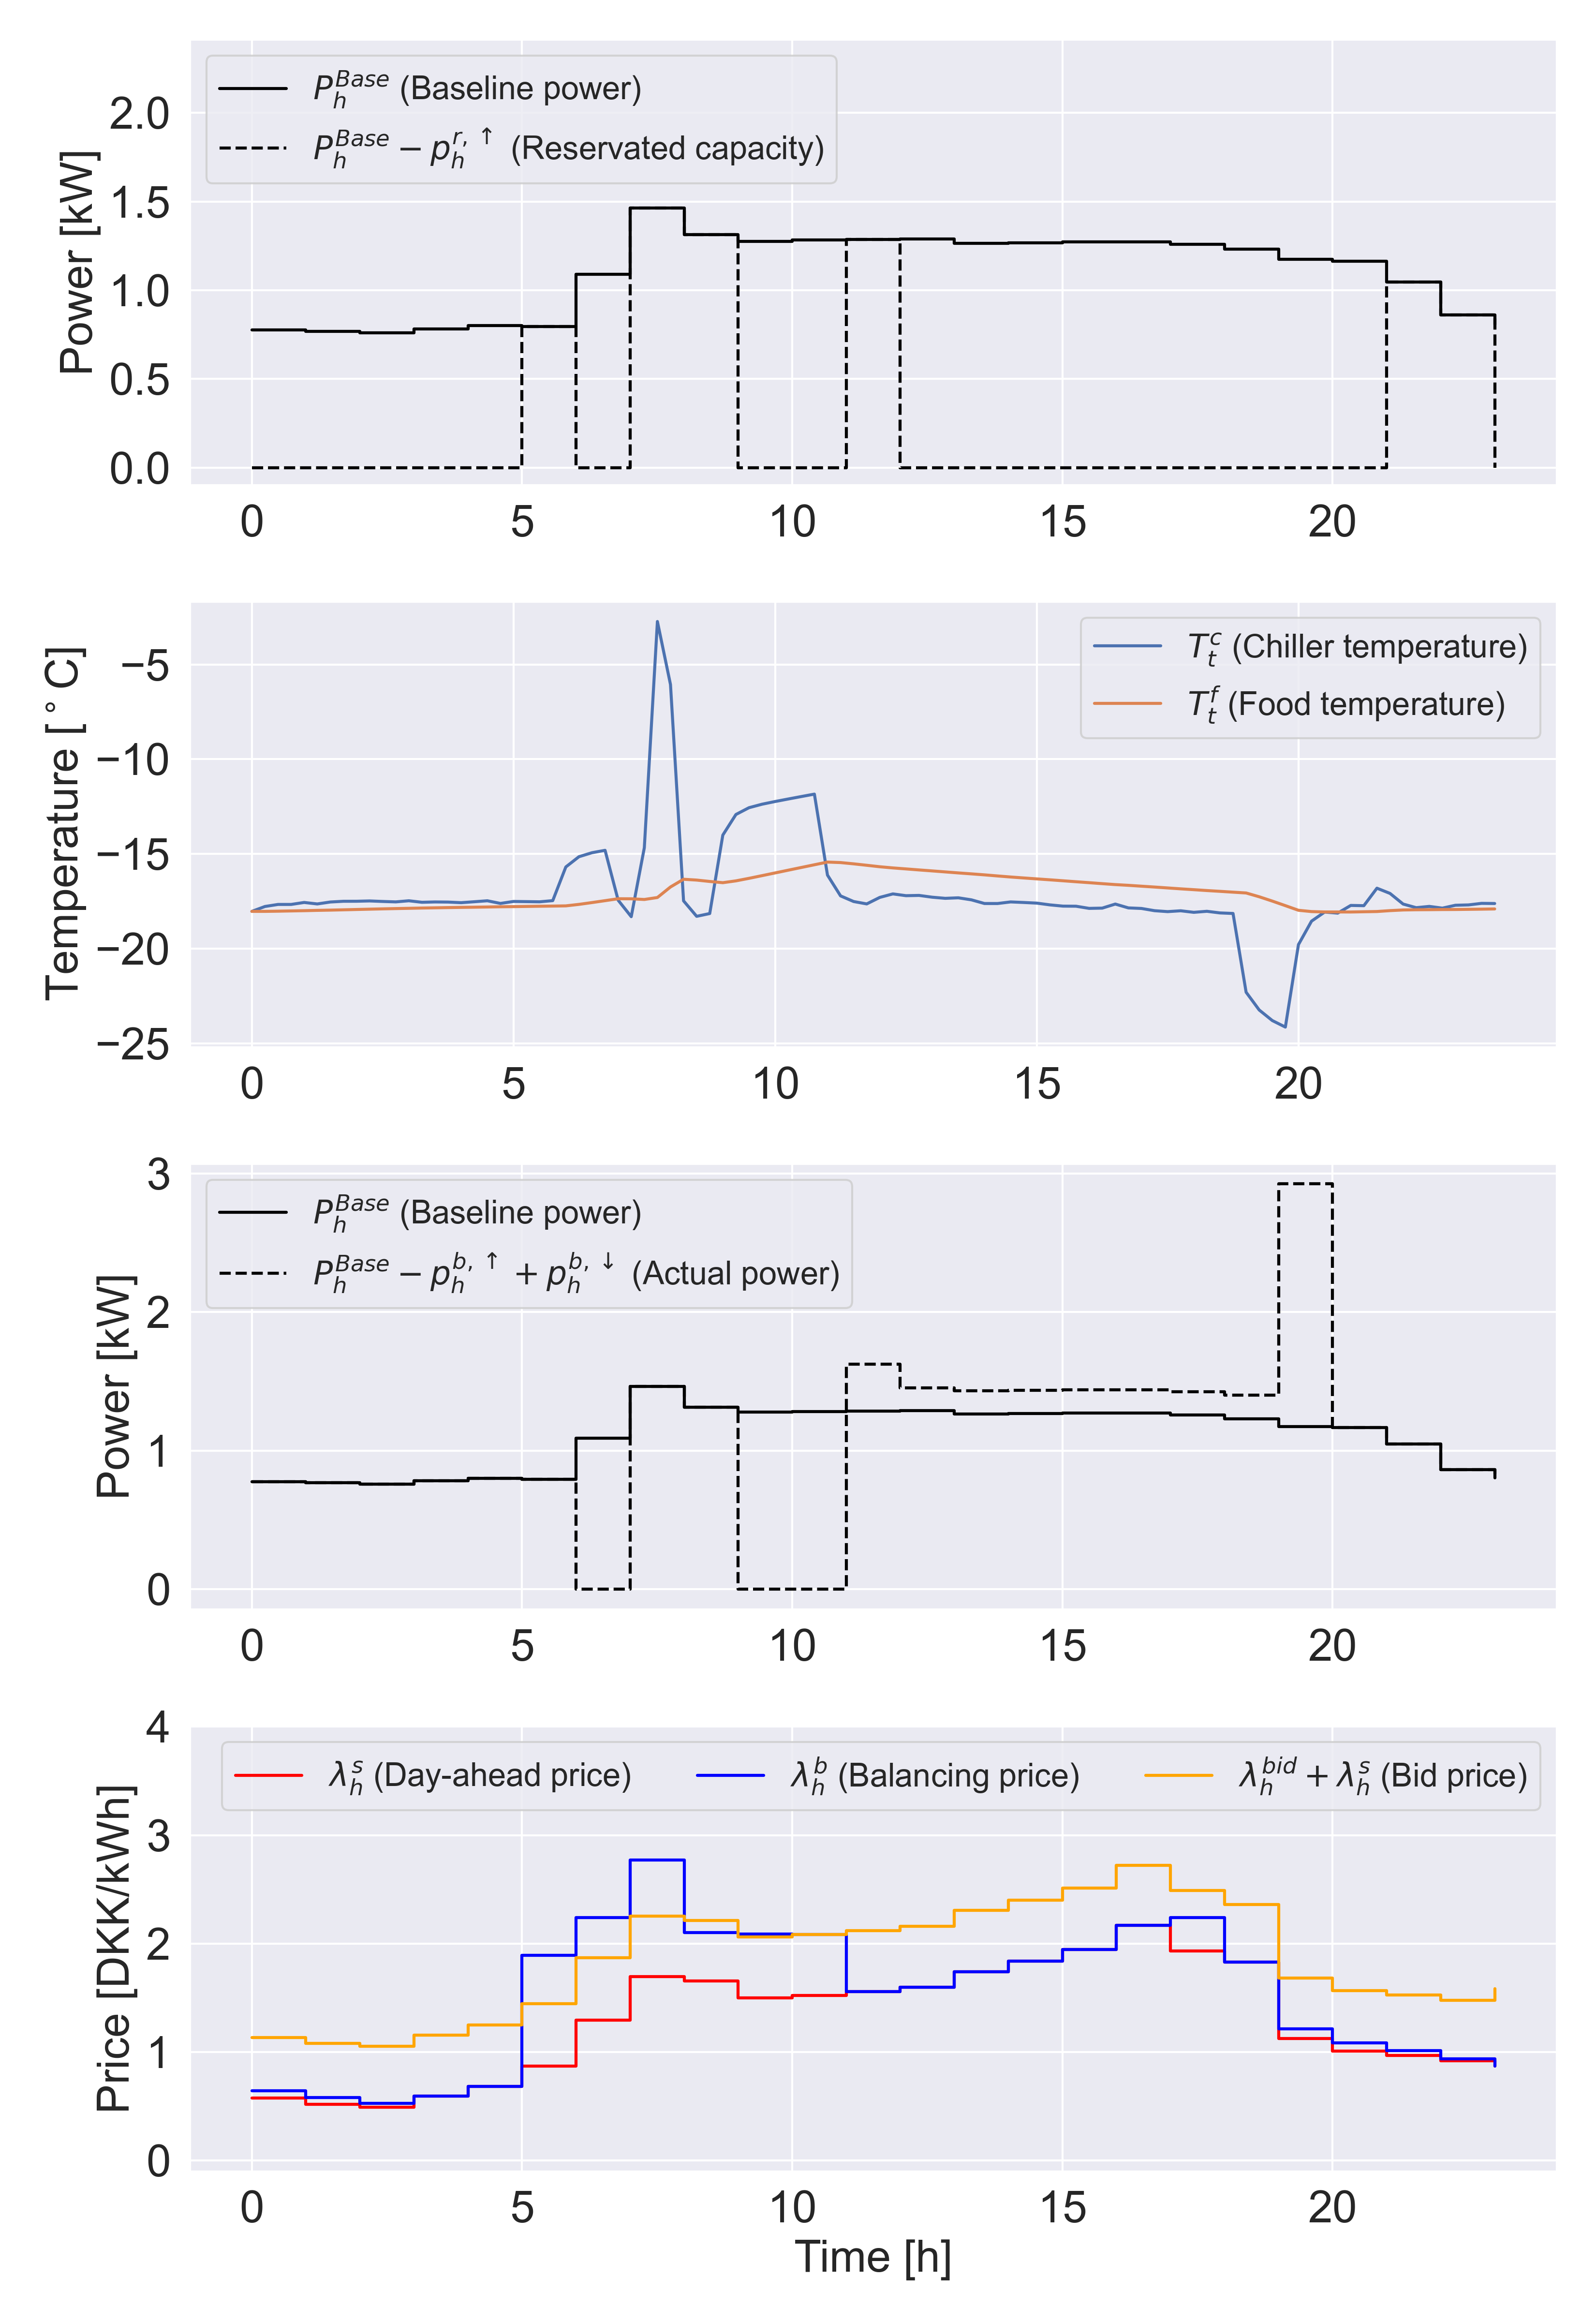 P_h^{Base} (Baseline power)
P_h^{Base} − p_h^{r, ↑} (Reservated capacity)
Power [kW]
2.0
1.5
1.0
0.5
0.0
0 5 10 15 20
T_t^c (Chiller temperature)
T_t^f (Food temperature)
Temperature [°C]
−5
−10
−15
−20
−25
0 5 10 15 20
P_h^{Base} (Baseline power)
P_h^{Base} − p_h^{b, ↑} + p_h^{b, ↓} (Actual power)
Power [kW]
3
2
1
0
0 5 10 15 20
λ_h^s (Day-ahead price) λ_h^b (Balancing price) λ_h^{bid} + λ_h^s (Bid price)
Price [DKK/kWh]
4
3
2
1
0
0 5 10 15 20
Time [h]